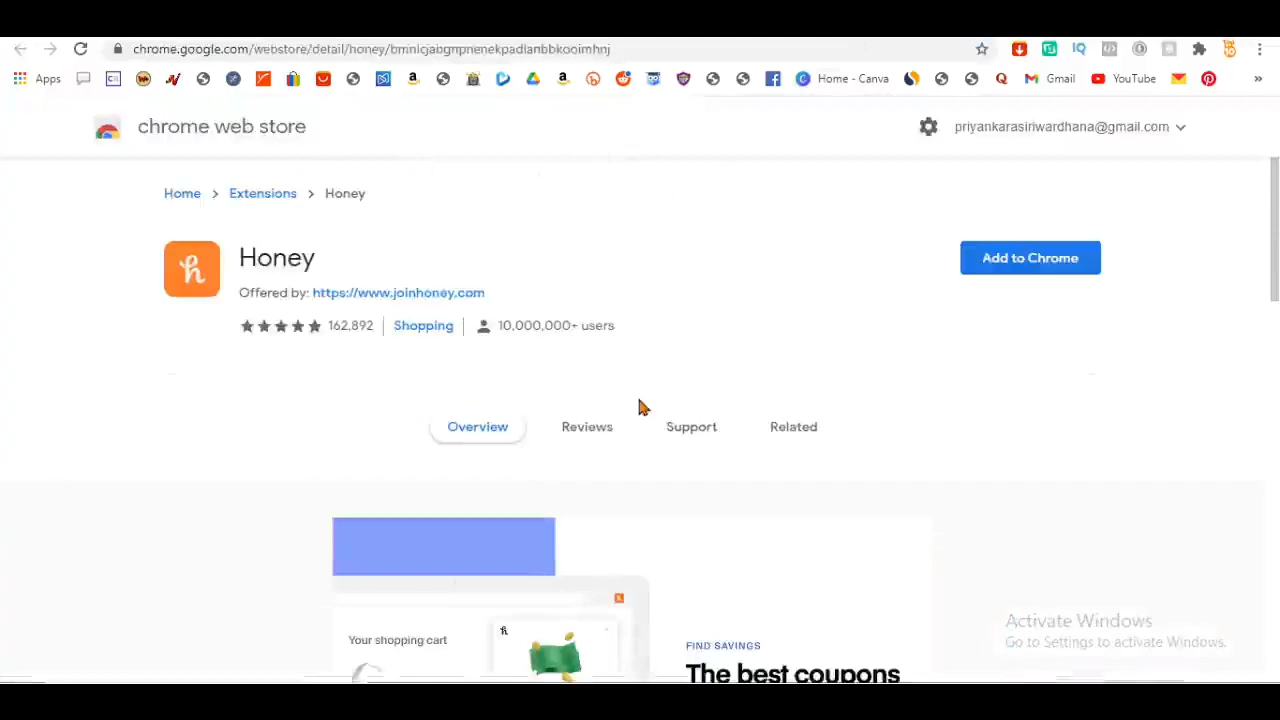 chrome.google.com/webstore/detail/honey/bmnlcjabgnpnenekpadlanbbkooimhnj
Apps
Home - Canva
Gmail
YouTube
chrome web store
priyankarasiriwardhana@gmail.com
Home > Extensions > Honey
Honey
Add to Chrome
Offered by: https://www.joinhoney.com
162,892
Shopping
10,000,000+ users
Overview
Reviews
Support
Related
Activate Windows
Go to Settings to activate Windows.
Your shopping cart
FIND SAVINGS
The best coupons